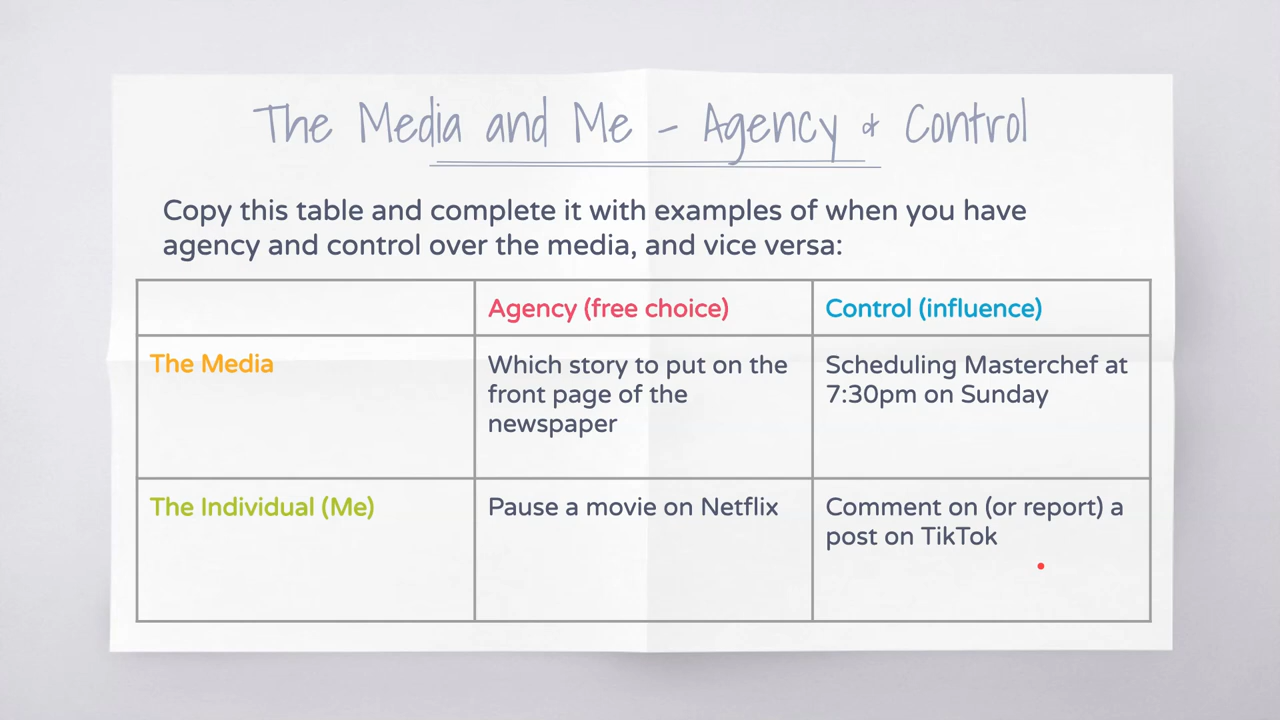 The Media and Me - Agency & Control
Copy this table and complete it with examples of when you have
agency and control over the media, and vice versa:
Agency (free choice)
Control (influence)
The Media
Which story to put on the
front page of the
newspaper
Scheduling Masterchef at
7:30pm on Sunday
The Individual (Me)
Pause a movie on Netflix
Comment on (or report) a
post on TikTok